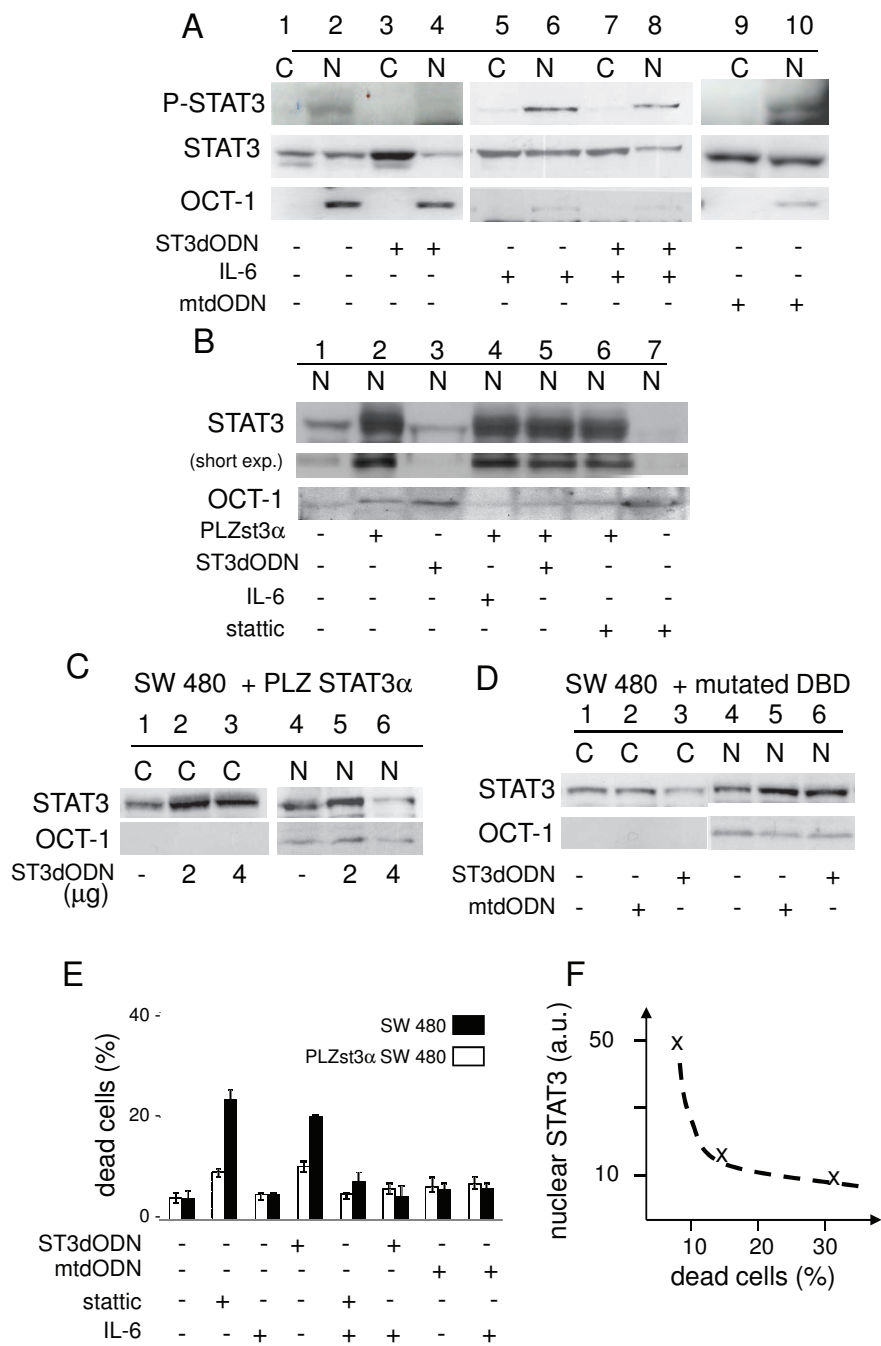 A
1 2 3 4 5 6 7 8 9 10
C N C N C N C N C N
P-STAT3
STAT3
OCT-1
ST3dODN - - + + - - + + - -
IL-6 - - - - + + + + - -
mtdODN - - - - - - - - + +
B
1 2 3 4 5 6 7
N N N N N N N
STAT3
(short exp.)
OCT-1
PLZst3α - + - + + + -
ST3dODN - - + - + - -
IL-6 - - - + - - -
stattic - - - - - + +
C
SW 480 + PLZ STAT3α
1 2 3 4 5 6
C C C N N N
STAT3
OCT-1
ST3dODN - 2 4 - 2 4
(µg)
D
SW 480 + mutated DBD
1 2 3 4 5 6
C C C N N N
STAT3
OCT-1
ST3dODN - - + - - +
mtdODN - + - - + -
E
dead cells (%)
40 -
20 -
0 -
SW 480
PLZst3α SW 480
ST3dODN - - - + - + - -
mtdODN - - - - - - + +
stattic - + - - + - - -
IL-6 - - + - + + - +
F
nuclear STAT3 (a.u.)
50
10
x
x
x
10 20 30
dead cells (%)